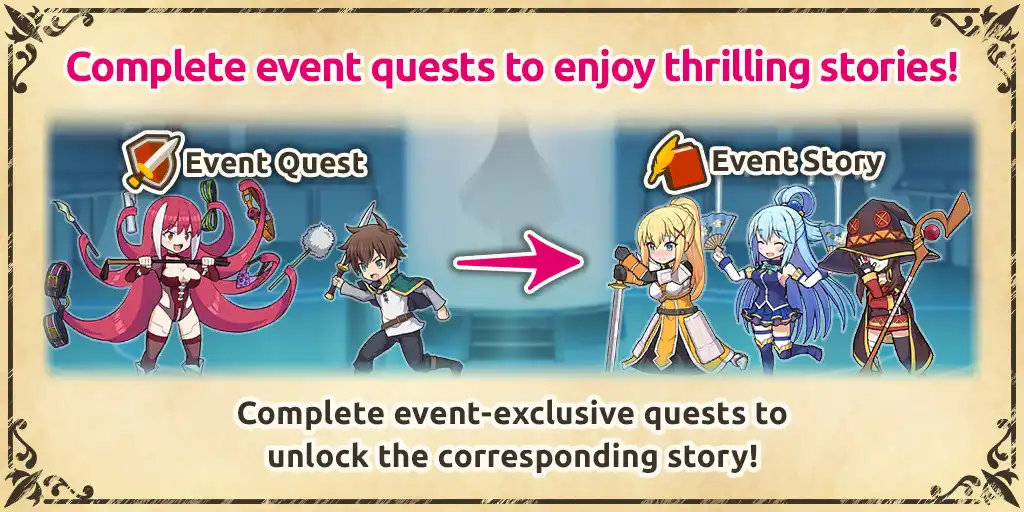 Complete event quests to enjoy thrilling stories!
Event Quest
Event Story
Complete event-exclusive quests to
unlock the corresponding story!